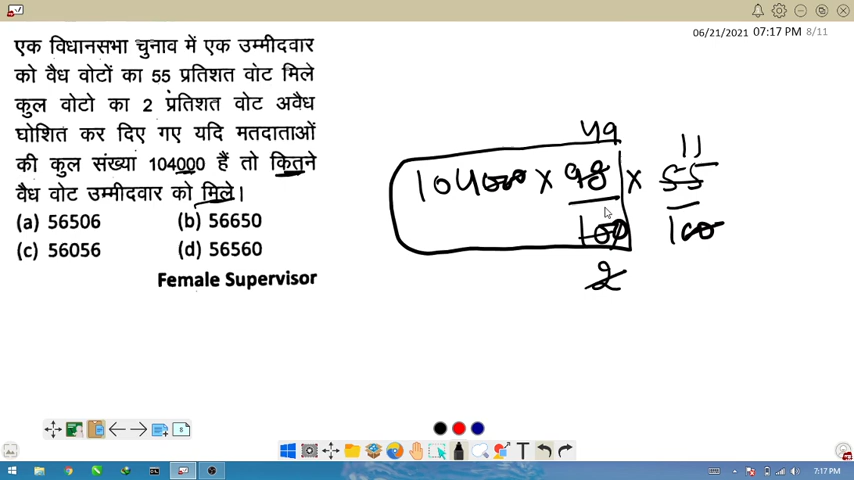 06/21/2021 07:17 PM 8/11
एक विधानसभा चुनाव में एक उम्मीदवार
को वैध वोटों का 55 प्रतिशत वोट मिले
कुल वोटो का 2 प्रतिशत वोट अवैध
घोशित कर दिए गए यदि मतदाताओं
की कुल संख्या 104000 हैं तो कितने
वैध वोट उम्मीदवार को मिले।
(a) 56506 (b) 56650
(c) 56056 (d) 56560
Female Supervisor
49 11
104000 × 98 × 55
100 100
2
8
T
7:17 PM